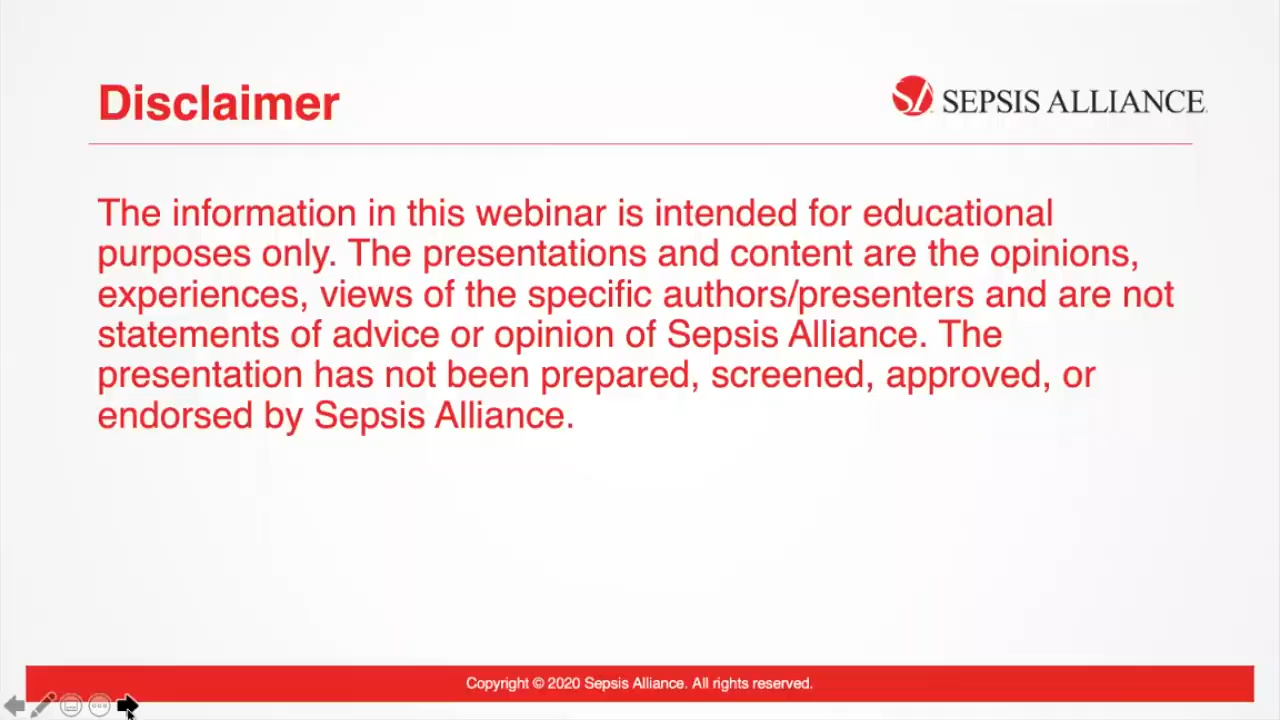 Disclaimer
SEPSIS ALLIANCE
The information in this webinar is intended for educational
purposes only. The presentations and content are the opinions,
experiences, views of the specific authors/presenters and are not
statements of advice or opinion of Sepsis Alliance. The
presentation has not been prepared, screened, approved, or
endorsed by Sepsis Alliance.
Copyright © 2020 Sepsis Alliance. All rights reserved.